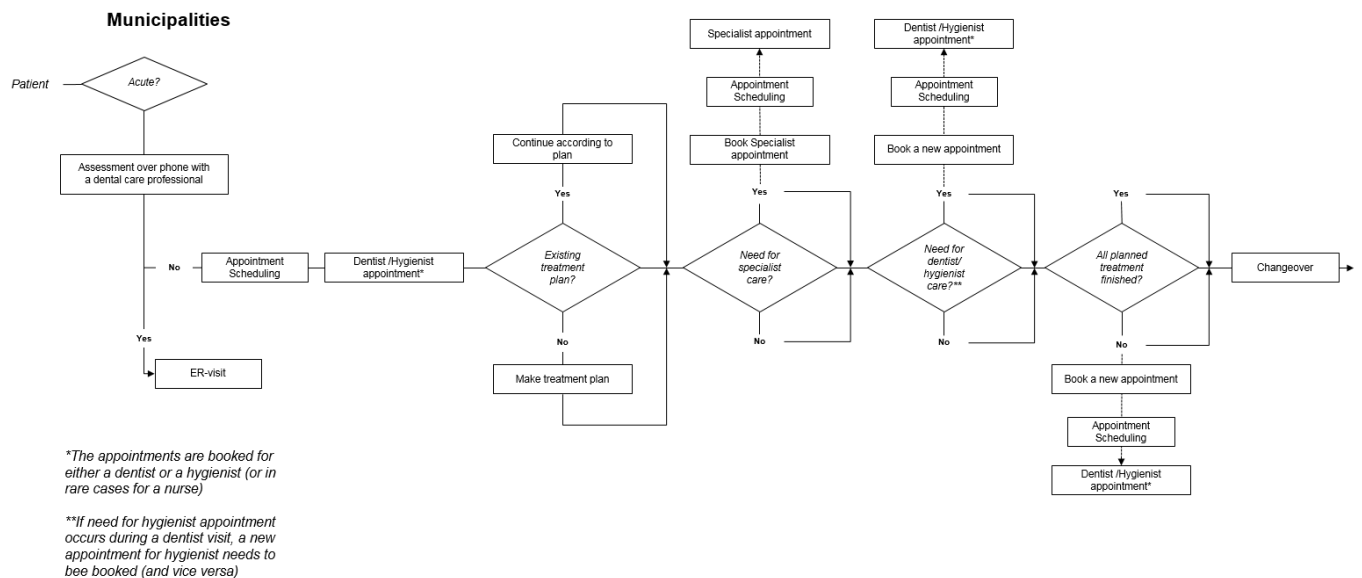 Municipalities
Patient
Acute?
Assessment over phone with
a dental care professional
No
Yes
ER-visit
Appointment
Scheduling
Dentist /Hygienist
appointment*
Existing
treatment
plan?
Yes
Continue according to
plan
No
Make treatment plan
Need for
specialist
care?
Yes
Book Specialist
appointment
Appointment
Scheduling
Specialist appointment
No
Need for
dentist/
hygienist
care?**
Yes
Book a new appointment
Appointment
Scheduling
Dentist /Hygienist
appointment*
No
All planned
treatment
finished?
Yes
No
Book a new appointment
Appointment
Scheduling
Dentist /Hygienist
appointment*
Changeover
*The appointments are booked for
either a dentist or a hygienist (or in
rare cases for a nurse)
**If need for hygienist appointment
occurs during a dentist visit, a new
appointment for hygienist needs to
bee booked (and vice versa)